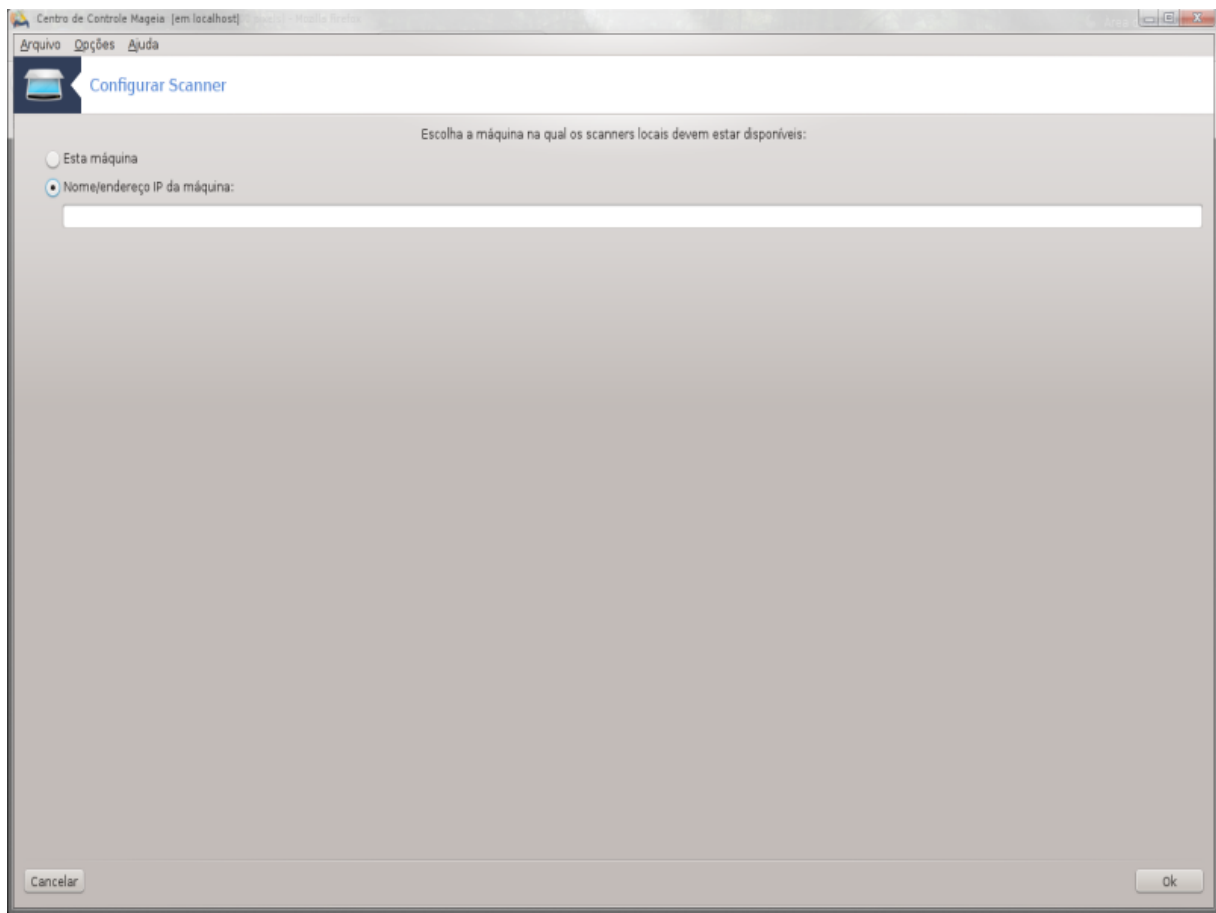 Centro de Controle Mageia [em localhost]
Arquivo Opções Ajuda
Configurar Scanner
Escolha a máquina na qual os scanners locais devem estar disponíveis:
Esta máquina
Nome/endereço IP da máquina:
Cancelar Ok